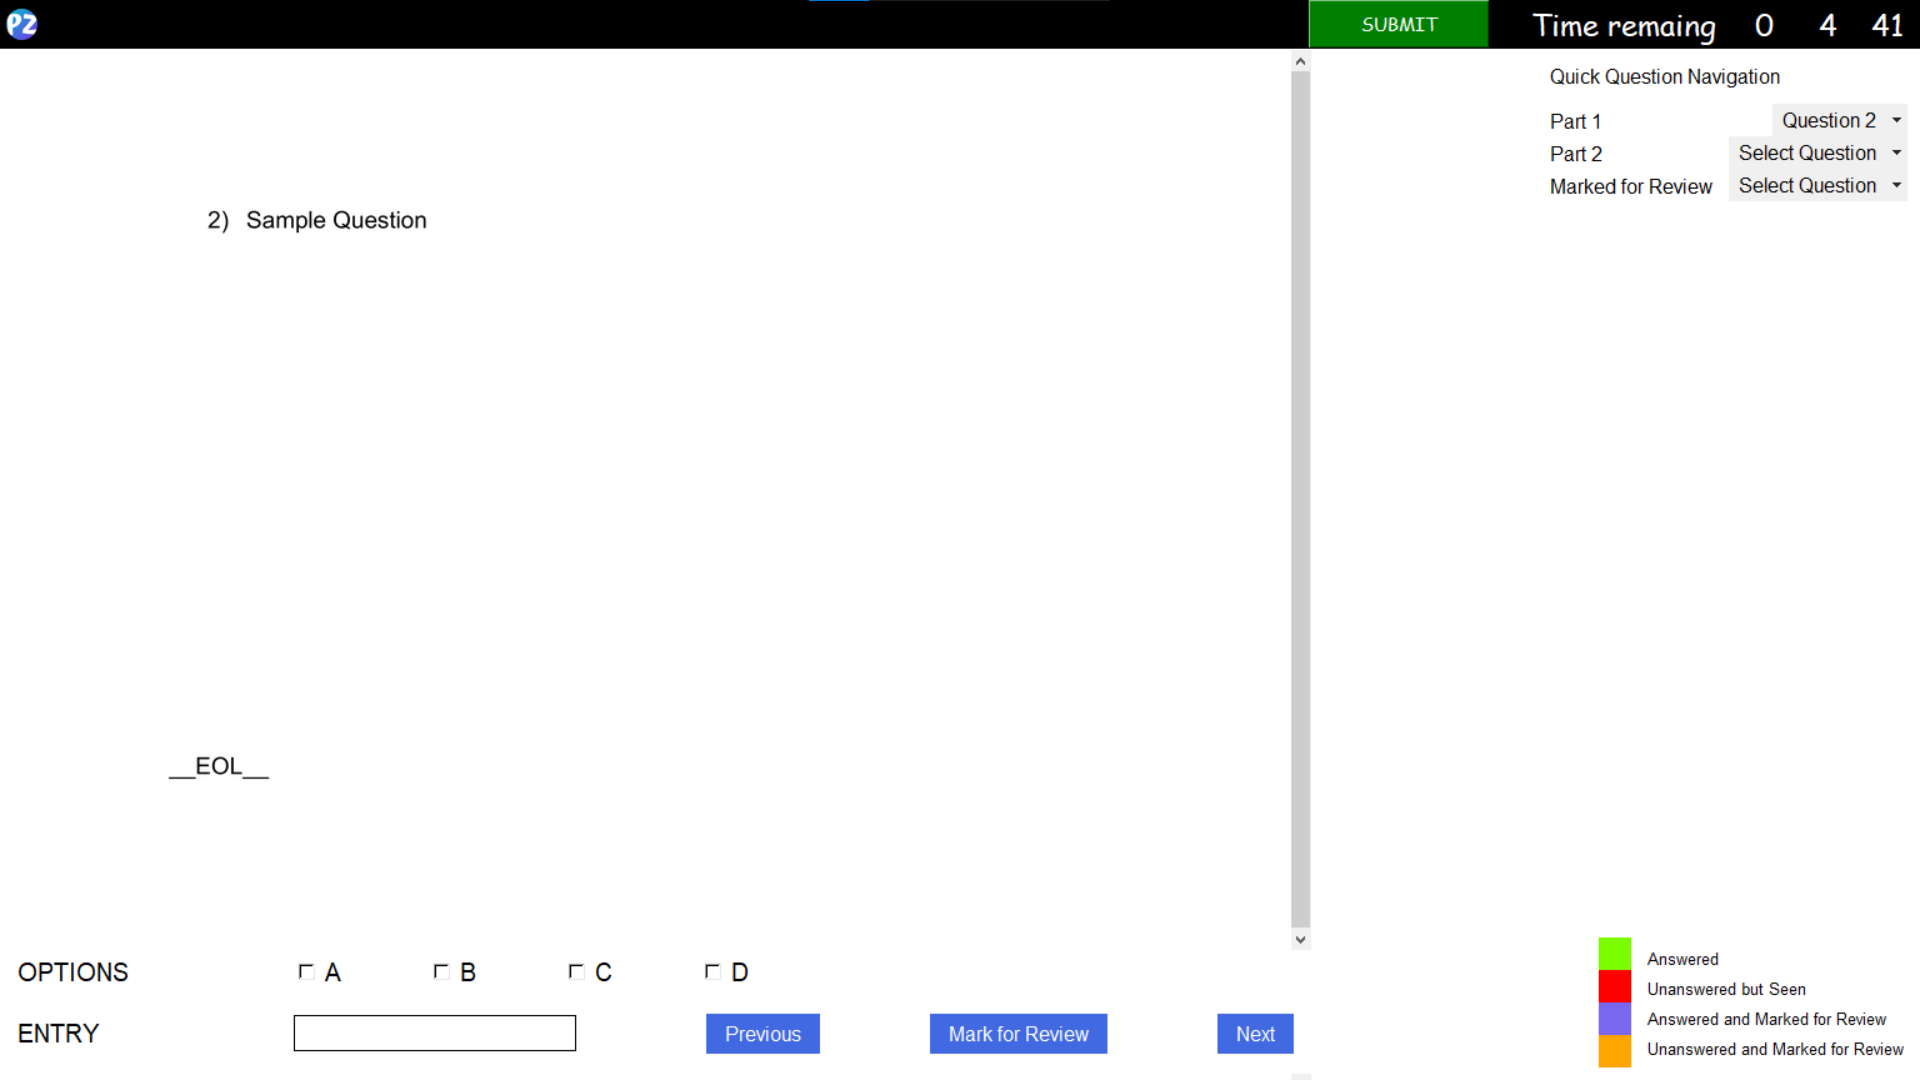 PZ
SUBMIT
Time remaing 0 4 41
Quick Question Navigation
Part 1 Question 2
Part 2 Select Question
Marked for Review Select Question
2) Sample Question
__EOL__
OPTIONS A B C D
ENTRY
Previous Mark for Review Next
Answered
Unanswered but Seen
Answered and Marked for Review
Unanswered and Marked for Review